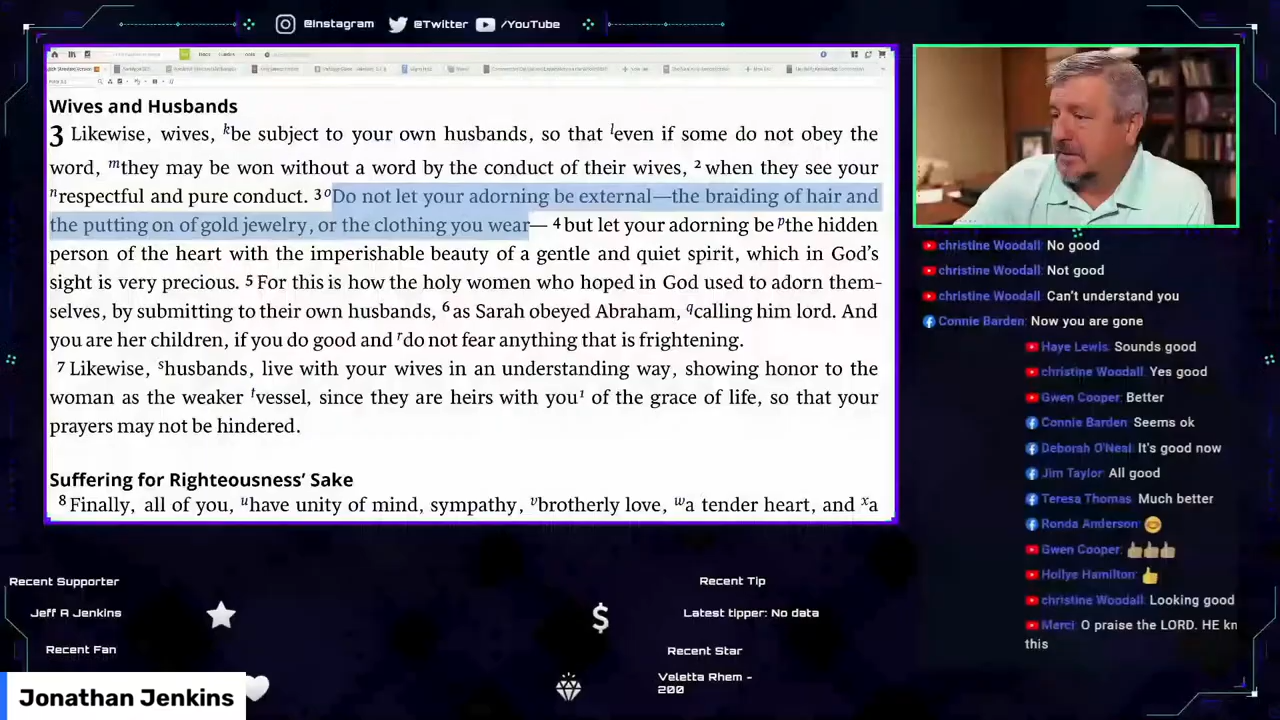 @Instagram @Twitter /YouTube
Wives and Husbands
3 Likewise, wives, kbe subject to your own husbands, so that leven if some do not obey the
word, mthey may be won without a word by the conduct of their wives, 2 when they see your
nrespectful and pure conduct. 3 oDo not let your adorning be external—the braiding of hair and
the putting on of gold jewelry, or the clothing you wear— 4 but let your adorning be pthe hidden
person of the heart with the imperishable beauty of a gentle and quiet spirit, which in God’s
sight is very precious. 5 For this is how the holy women who hoped in God used to adorn them-
selves, by submitting to their own husbands, 6 as Sarah obeyed Abraham, qcalling him lord. And
you are her children, if you do good and rdo not fear anything that is frightening.
7 Likewise, shusbands, live with your wives in an understanding way, showing honor to the
woman as the weaker tvessel, since they are heirs with you1 of the grace of life, so that your
prayers may not be hindered.
Suffering for Righteousness’ Sake
8 Finally, all of you, uhave unity of mind, sympathy, vbrotherly love, wa tender heart, and xa
christine Woodall: No good
christine Woodall: Not good
christine Woodall: Can’t understand you
Connie Barden: Now you are gone
Haye Lewis: Sounds good
christine Woodall: Yes good
Gwen Cooper: Better
Connie Barden: Seems ok
Deborah O'Neal: It's good now
Jim Taylor: All good
Teresa Thomas: Much better
Ronda Anderson: 😊
Gwen Cooper: 👍👍👍
Hollye Hamilton: 👍
christine Woodall: Looking good
Merci: O praise the LORD. HE kn
this
Recent Supporter
Jeff A Jenkins
Recent Fan
Recent Tip
Latest tipper: No data
Recent Star
Veletta Rhem -
200
Jonathan Jenkins